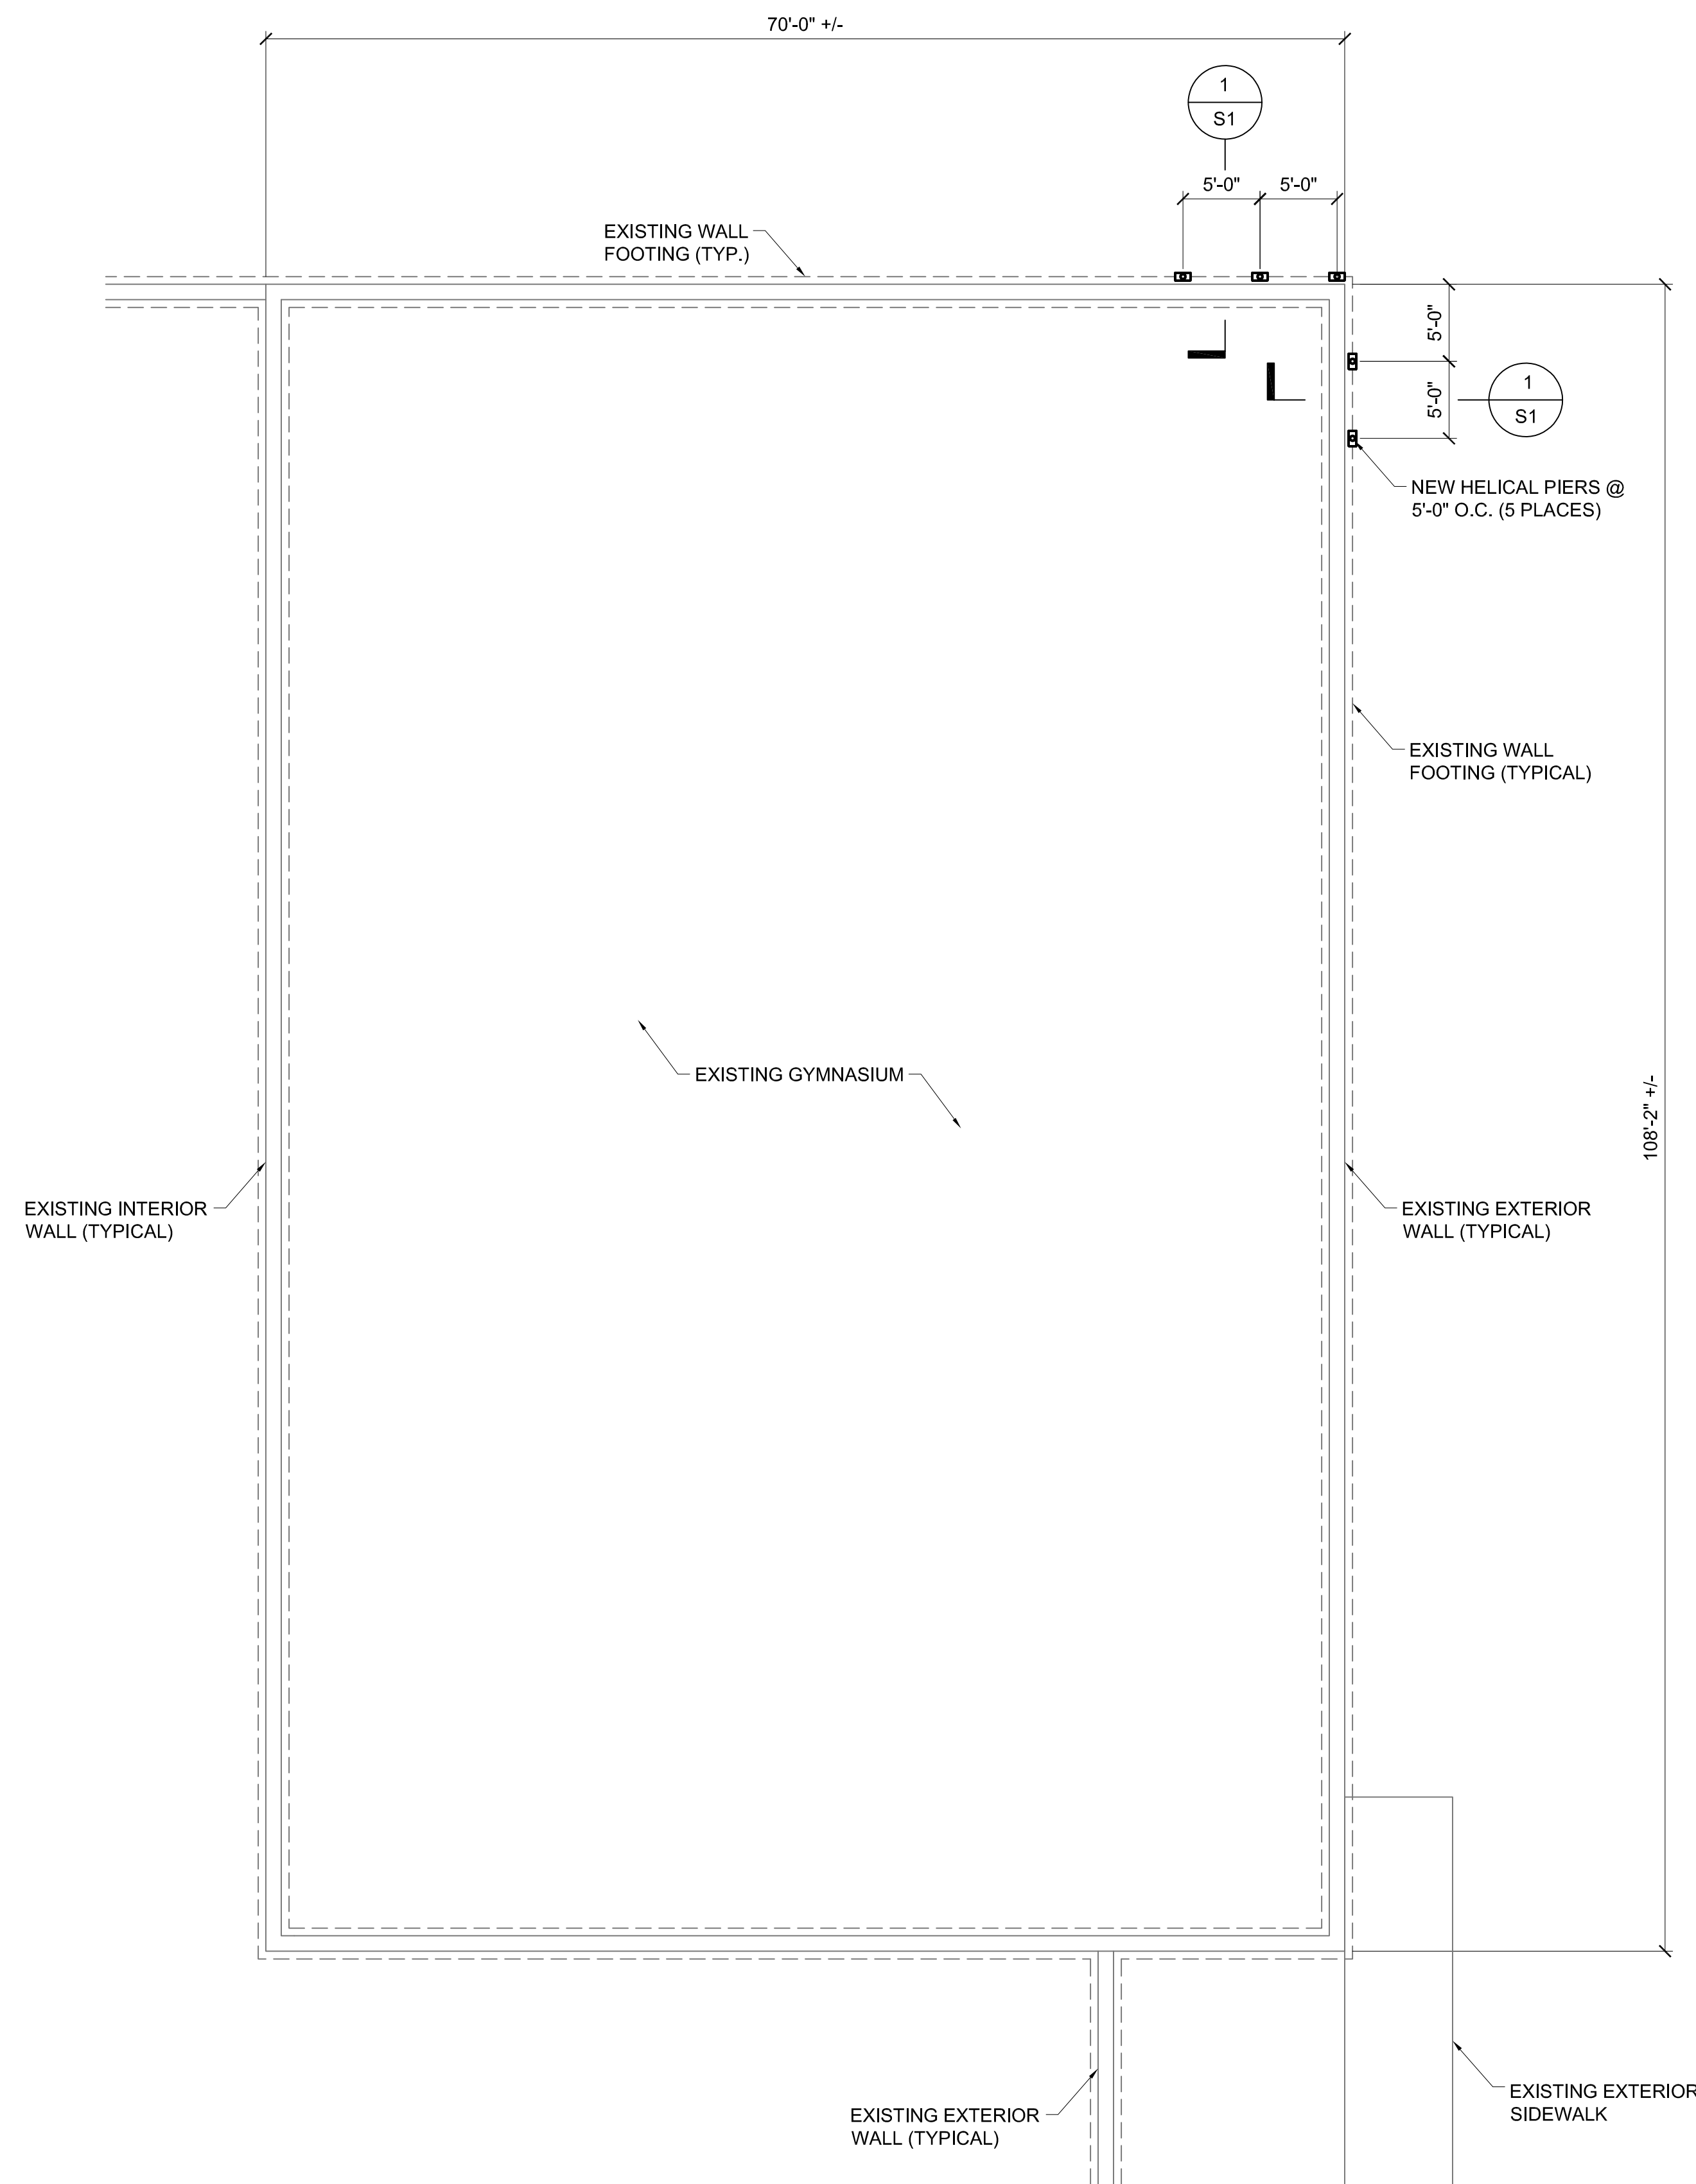 70'-0" +/-
1
S1
5'-0"
5'-0"
EXISTING WALL
FOOTING (TYP.)
5'-0"
5'-0"
1
S1
NEW HELICAL PIERS @
5'-0" O.C. (5 PLACES)
EXISTING WALL
FOOTING (TYPICAL)
EXISTING GYMNASIUM
108'-2" +/-
EXISTING INTERIOR
WALL (TYPICAL)
EXISTING EXTERIOR
WALL (TYPICAL)
EXISTING EXTERIOR
SIDEWALK
EXISTING EXTERIOR
WALL (TYPICAL)